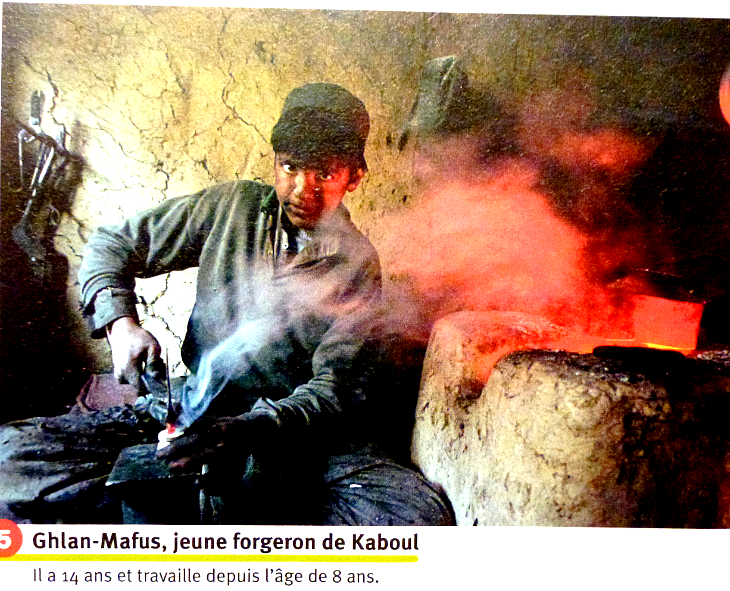 5 Ghlan-Mafus, jeune forgeron de Kaboul
Il a 14 ans et travaille depuis l'âge de 8 ans.